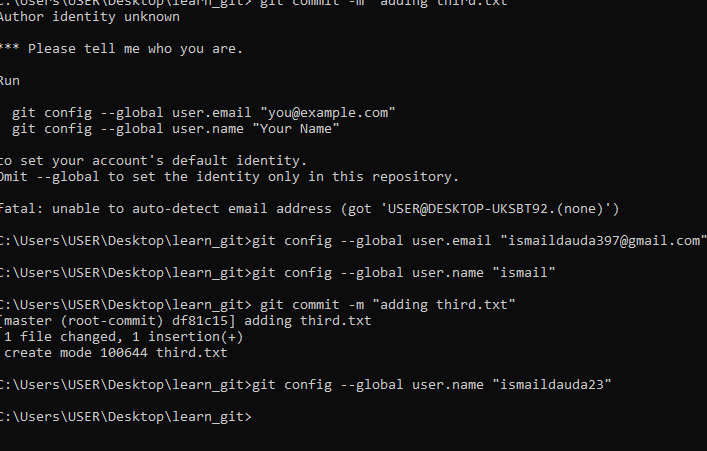 C:\Users\USER\Desktop\learn_git> git commit -m "adding third.txt
Author identity unknown
*** Please tell me who you are.
Run
git config --global user.email "you@example.com"
git config --global user.name "Your Name"
to set your account's default identity.
Omit --global to set the identity only in this repository.
fatal: unable to auto-detect email address (got 'USER@DESKTOP-UKSBT92.(none)')
C:\Users\USER\Desktop\learn_git>git config --global user.email "ismaildauda397@gmail.com"
C:\Users\USER\Desktop\learn_git>git config --global user.name "ismail"
C:\Users\USER\Desktop\learn_git> git commit -m "adding third.txt"
[master (root-commit) df81c15] adding third.txt
1 file changed, 1 insertion(+)
create mode 100644 third.txt
C:\Users\USER\Desktop\learn_git>git config --global user.name "ismaildauda23"
C:\Users\USER\Desktop\learn_git>